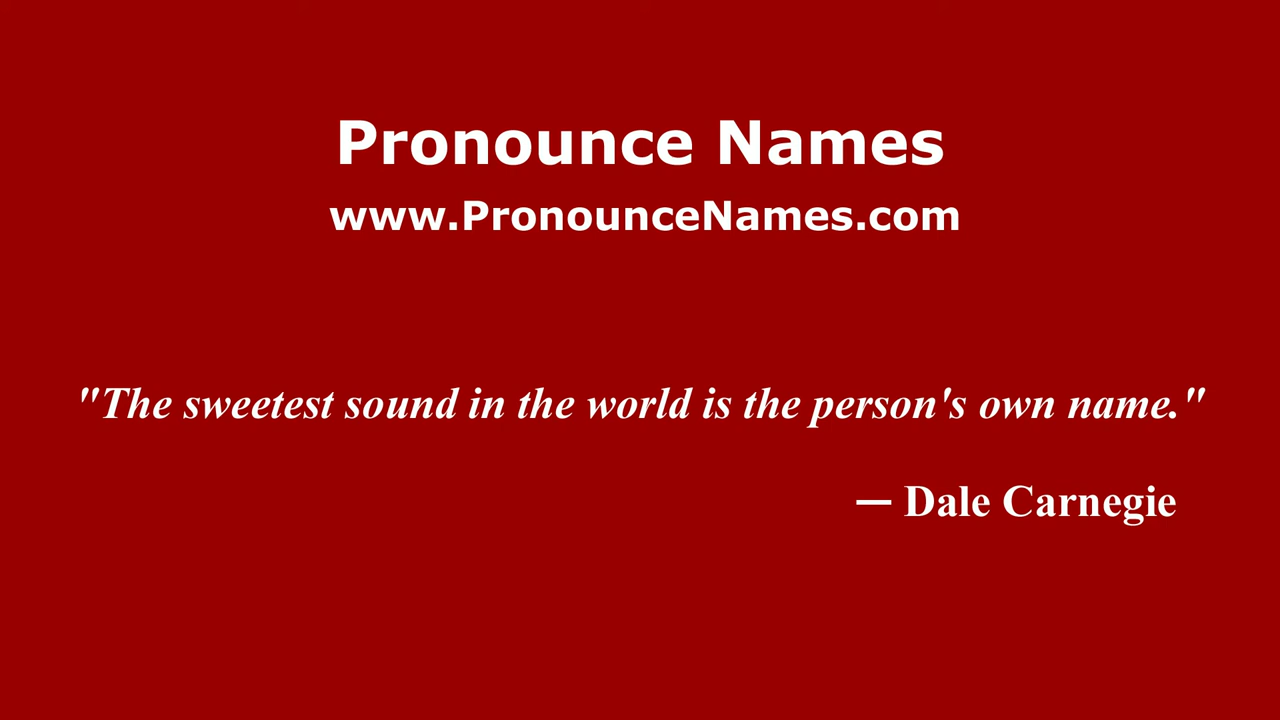 Pronounce Names
www.PronounceNames.com
"The sweetest sound in the world is the person's own name."
— Dale Carnegie